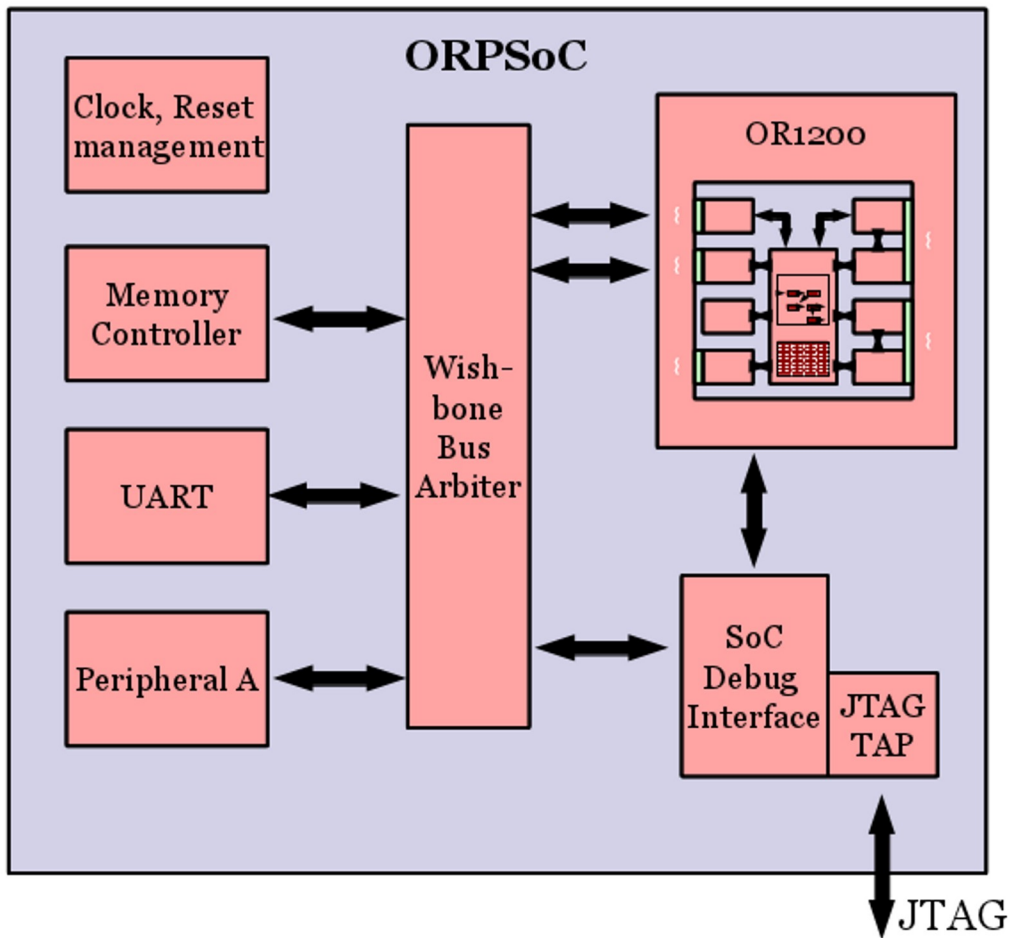 ORPSoC
Clock, Reset
management
OR1200
Memory
Controller
Wish-
bone
Bus
Arbiter
UART
SoC
Debug
Interface
Peripheral A
JTAG
TAP
JTAG